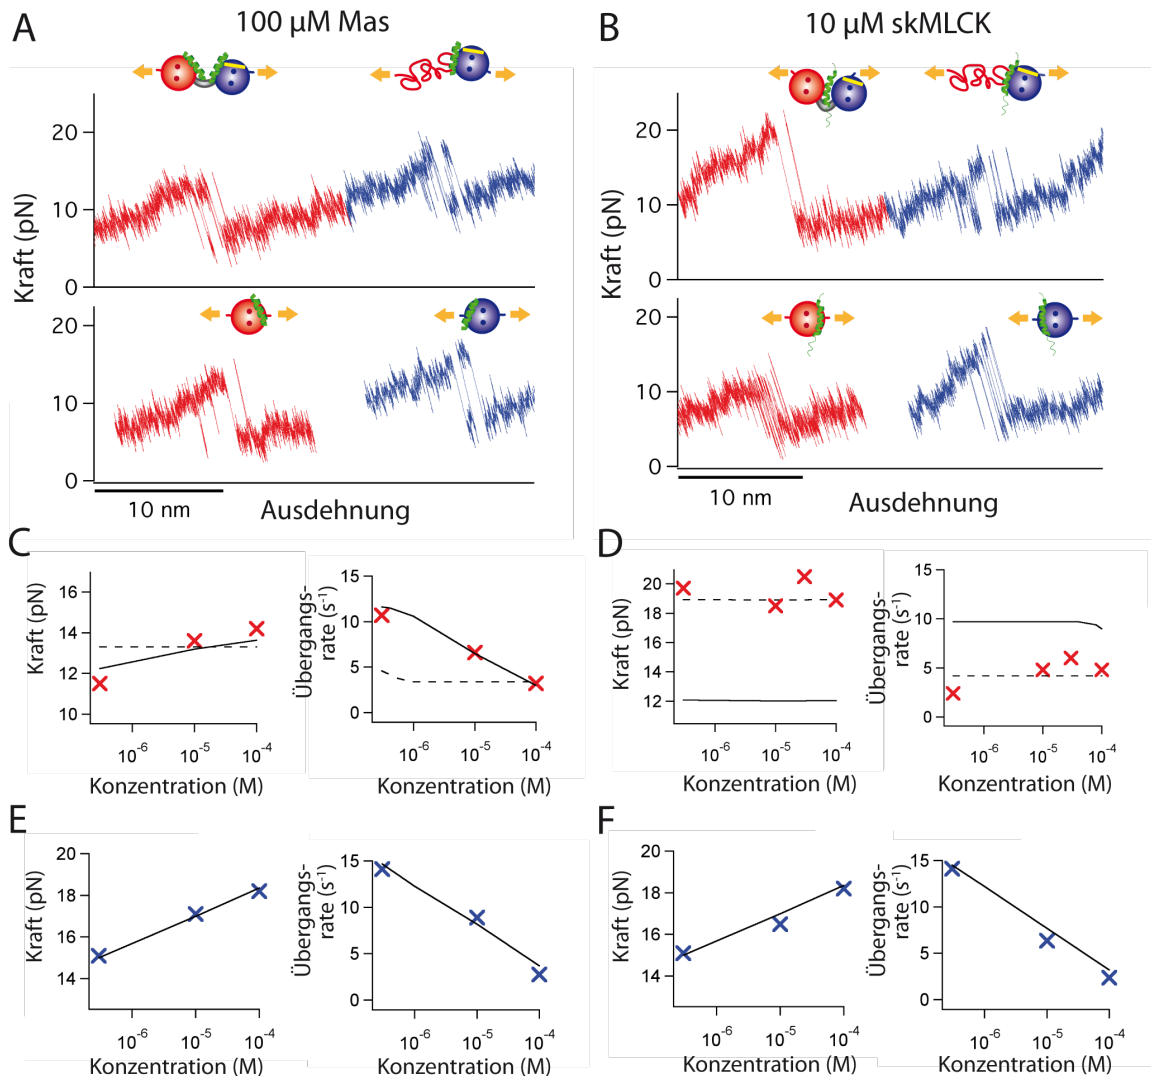 A
100 µM Mas
B
10 µM skMLCK
20
10
0
Kraft (pN)
20
10
0
10 nm
Ausdehnung
20
10
0
Kraft (pN)
20
10
0
10 nm
Ausdehnung
C
Kraft (pN)
16
14
12
10
10⁻⁶
10⁻⁵
10⁻⁴
Konzentration (M)
Übergangs-
rate (s⁻¹)
15
10
5
0
10⁻⁶
10⁻⁵
10⁻⁴
Konzentration (M)
D
Kraft (pN)
20
18
16
14
12
10⁻⁶
10⁻⁵
10⁻⁴
Konzentration (M)
Übergangs-
rate (s⁻¹)
15
10
5
0
10⁻⁶
10⁻⁵
10⁻⁴
Konzentration (M)
E
Kraft (pN)
20
18
16
14
10⁻⁶
10⁻⁵
10⁻⁴
Konzentration (M)
Übergangs-
rate (s⁻¹)
15
10
5
0
10⁻⁶
10⁻⁵
10⁻⁴
Konzentration (M)
F
Kraft (pN)
20
18
16
14
10⁻⁶
10⁻⁵
10⁻⁴
Konzentration (M)
Übergangs-
rate (s⁻¹)
15
10
5
0
10⁻⁶
10⁻⁵
10⁻⁴
Konzentration (M)